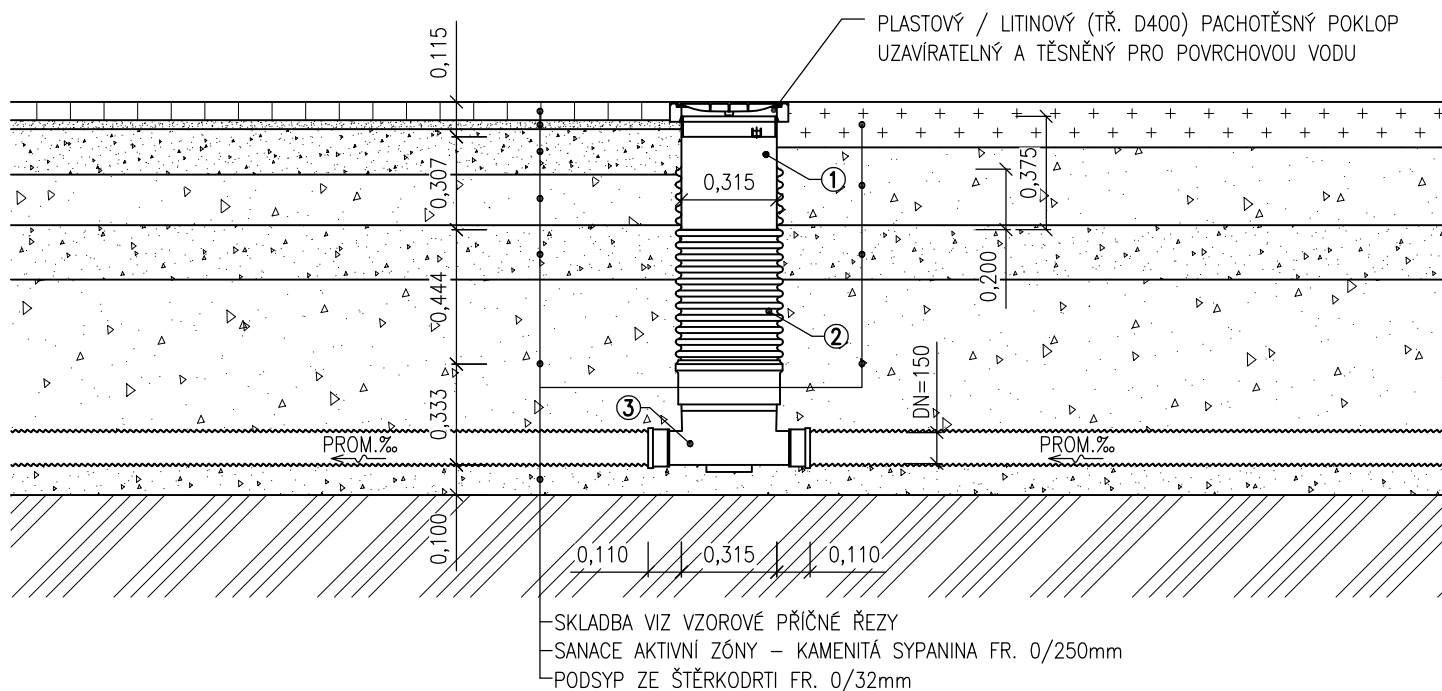 PLASTOVÝ / LITINOVÝ (TŘ. D400) PACHOTĚSNÝ POKLOP
UZAVÍRATELNÝ A TĚSNĚNÝ PRO POVRCHOVOU VODU
0,115
0,307
0,444
0,333
0,100
0,315
1
2
3
0,375
0,200
DN=150
PROM.‰
PROM.‰
0,110
0,315
0,110
SKLADBA VIZ VZOROVÉ PŘÍČNÉ ŘEZY
SANACE AKTIVNÍ ZÓNY – KAMENITÁ SYPANINA FR. 0/250mm
PODSYP ZE ŠTĚRKODRTI FR. 0/32mm